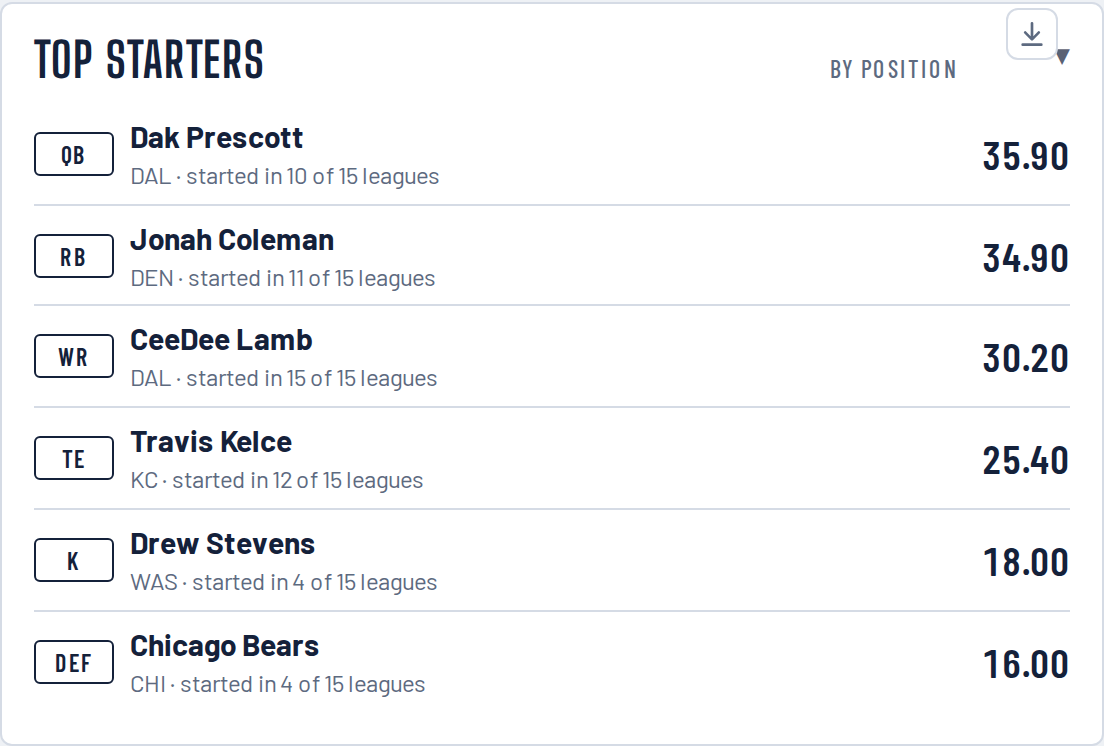 TOP STARTERS
BY POSITION ▼
QB
Dak Prescott
DAL · started in 10 of 15 leagues
35.90
RB
Jonah Coleman
DEN · started in 11 of 15 leagues
34.90
WR
CeeDee Lamb
DAL · started in 15 of 15 leagues
30.20
TE
Travis Kelce
KC · started in 12 of 15 leagues
25.40
K
Drew Stevens
WAS · started in 4 of 15 leagues
18.00
DEF
Chicago Bears
CHI · started in 4 of 15 leagues
16.00